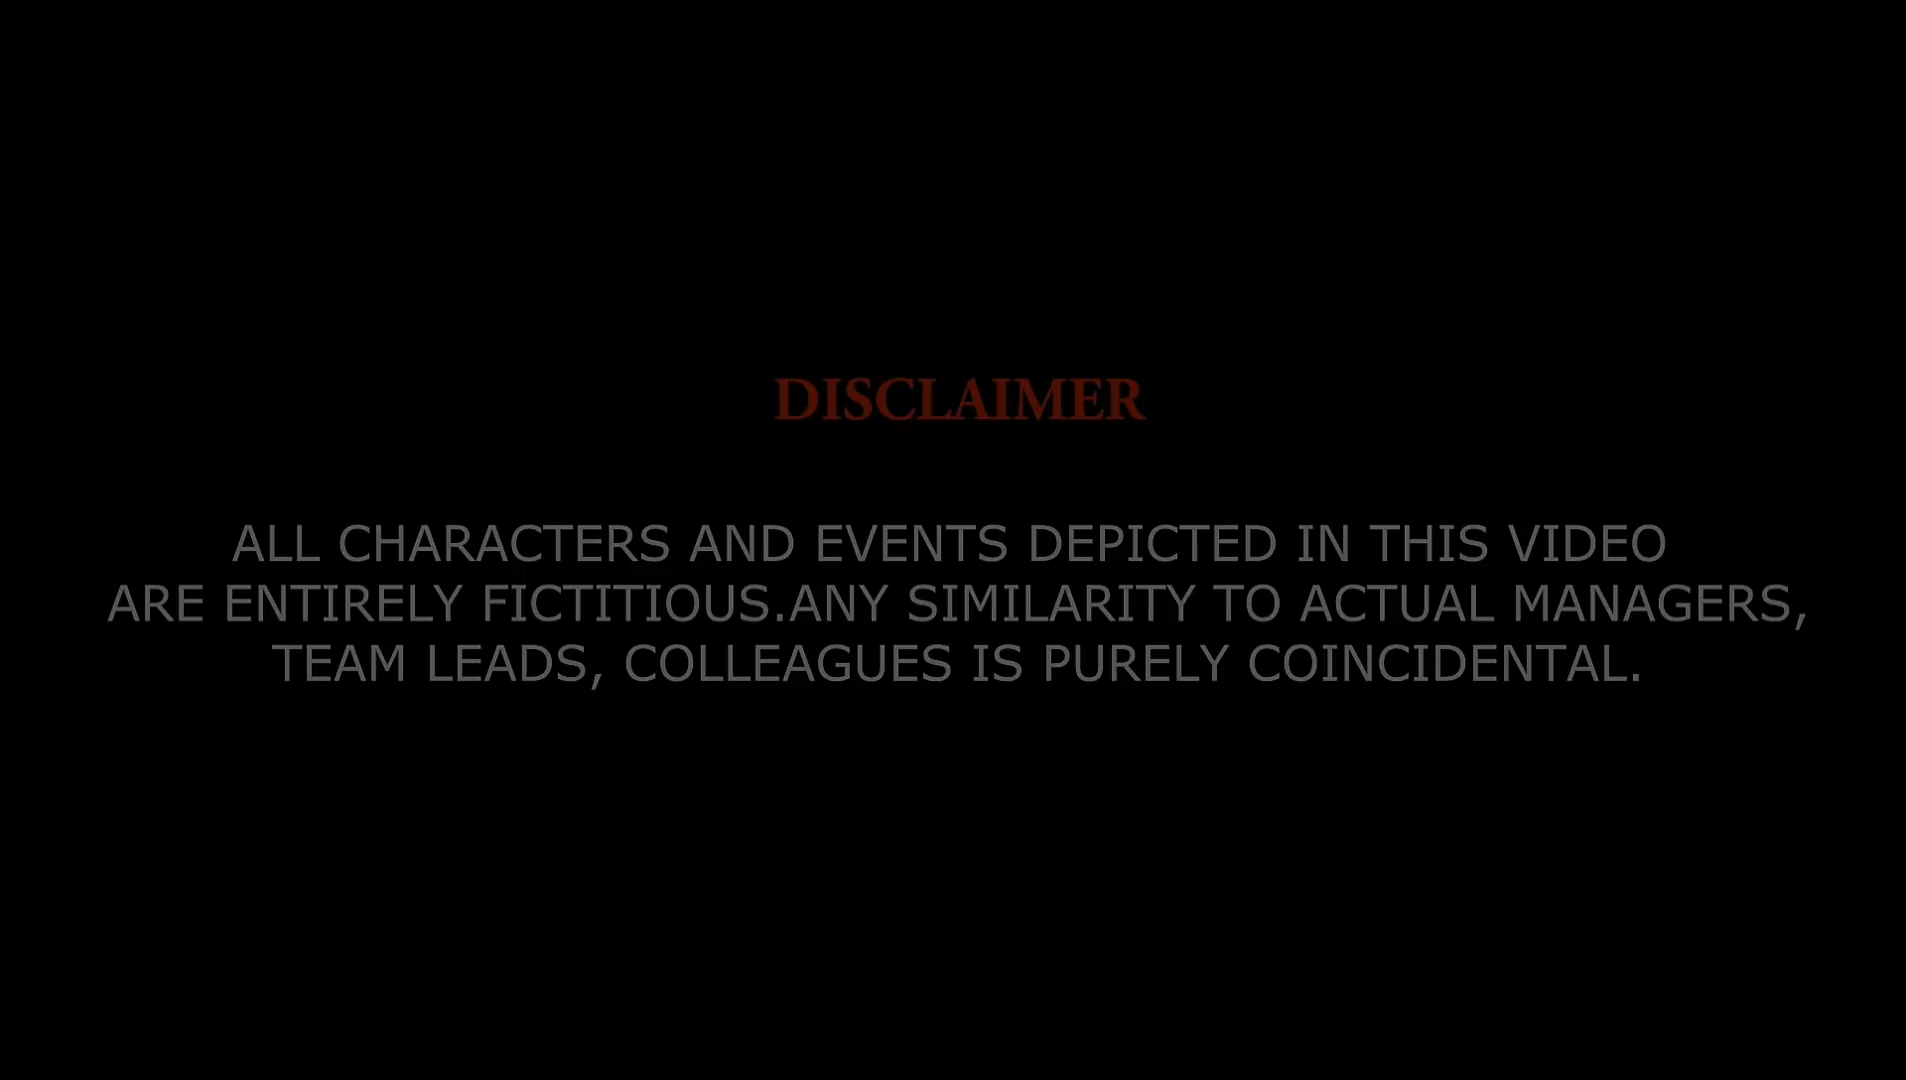 DISCLAIMER
ALL CHARACTERS AND EVENTS DEPICTED IN THIS VIDEO
ARE ENTIRELY FICTITIOUS.ANY SIMILARITY TO ACTUAL MANAGERS,
TEAM LEADS, COLLEAGUES IS PURELY COINCIDENTAL.